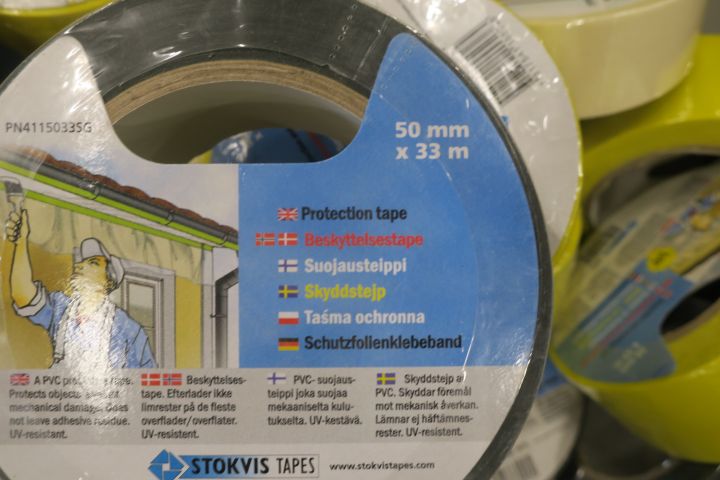 PN4115033SG
50 mm
x 33 m
Protection tape
Beskyttelsestape
Suojausteippi
Skyddstejp
Taśma ochronna
Schutzfolienklebeband
A PVC protective tape.
Protects objects against
mechanical damage. Does
not leave adhesive residue.
UV-resistant.
Beskyttelses-
tape. Efterlader ikke
limrester på de fleste
overflader/overflater.
UV-resistent.
PVC- suojaus-
teippi joka suojaa
mekaaniselta kulu-
tukselta. UV-kestävä.
Skyddstejp a
PVC. Skyddar föremål
mot mekanisk åverkan.
Lämnar ej häftämnes-
rester. UV-resistent.
STOKVIS TAPES
www.stokvistapes.com